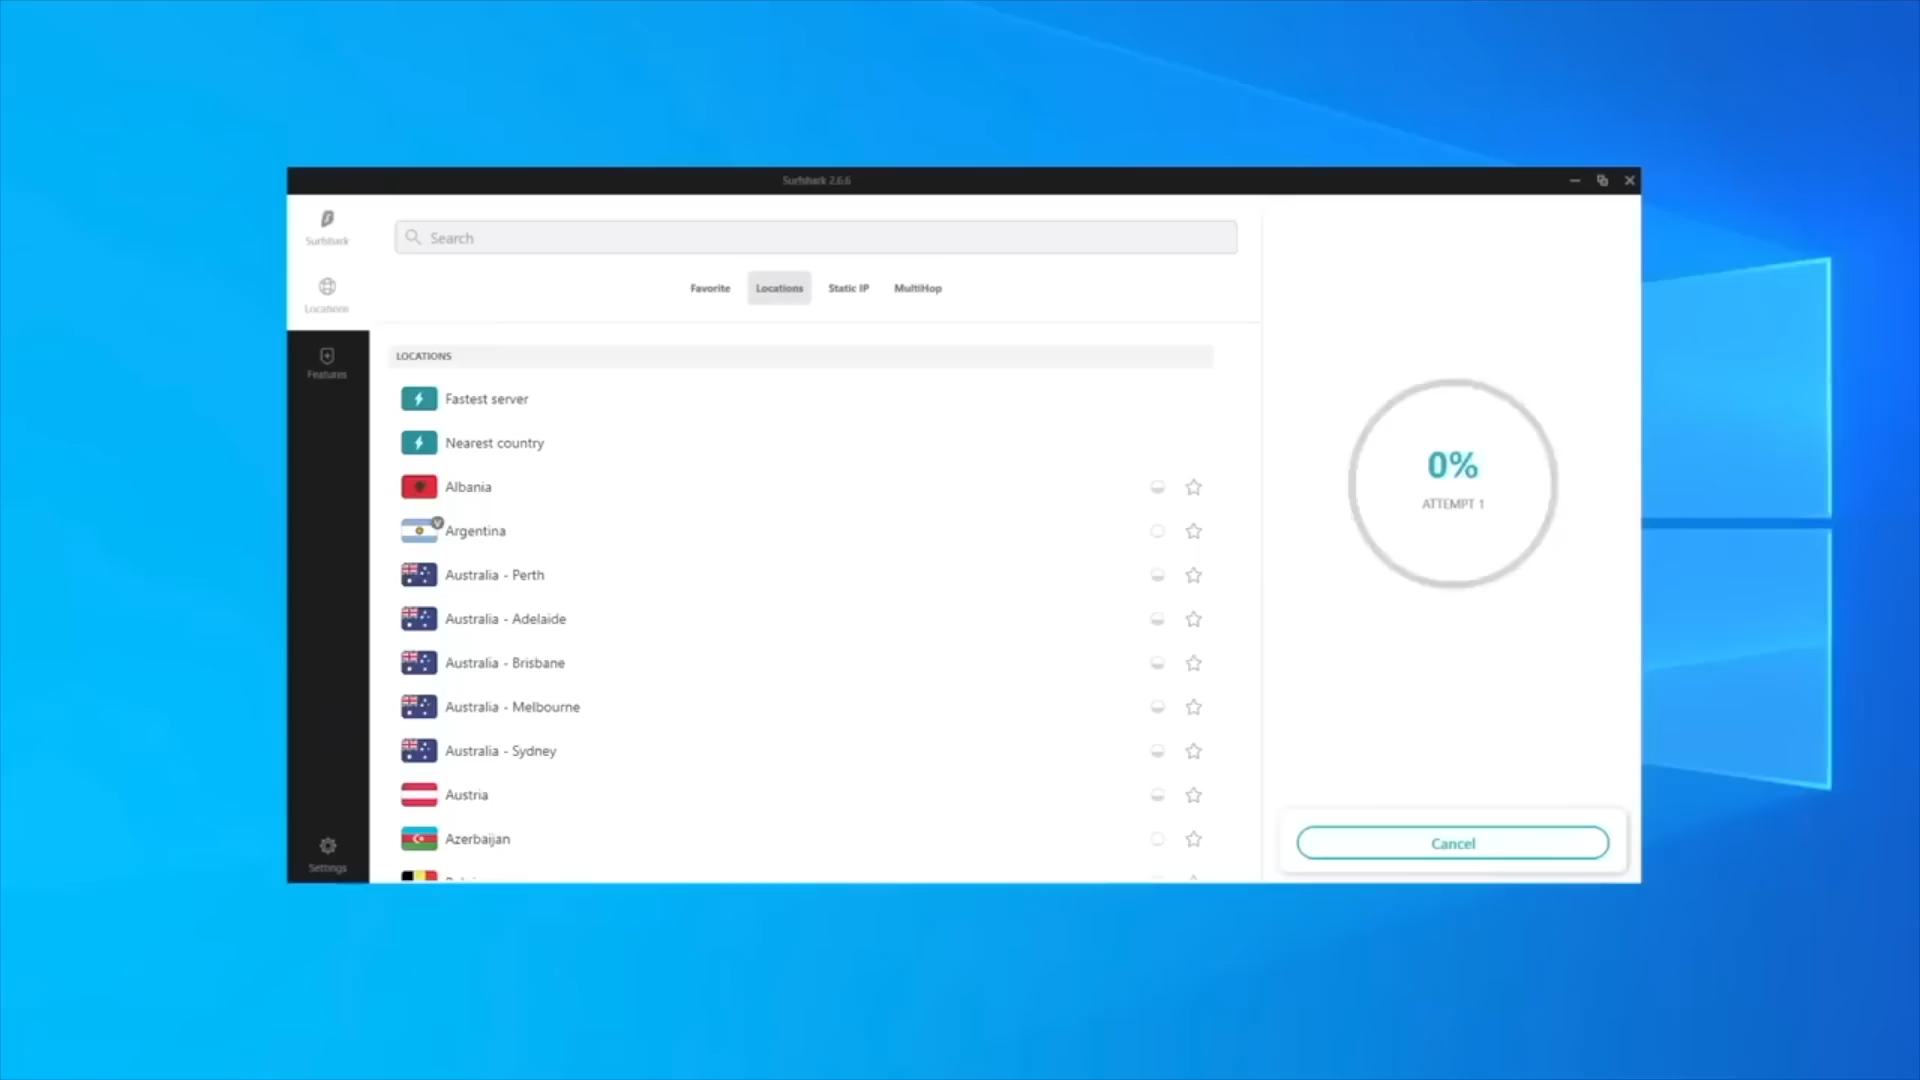 Surfshark 2.6.6
Surfshark
Locations
Features
Settings
Search
Favorite
Locations
Static IP
MultiHop
LOCATIONS
Fastest server
Nearest country
Albania
V
Argentina
Australia - Perth
Australia - Adelaide
Australia - Brisbane
Australia - Melbourne
Australia - Sydney
Austria
Azerbaijan
0%
ATTEMPT 1
Cancel